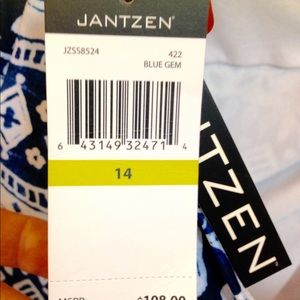 JANTZEN®
JZS58524 422
BLUE GEM
6 43149 32471 4
14
MSRP
$108.00
NTZEN